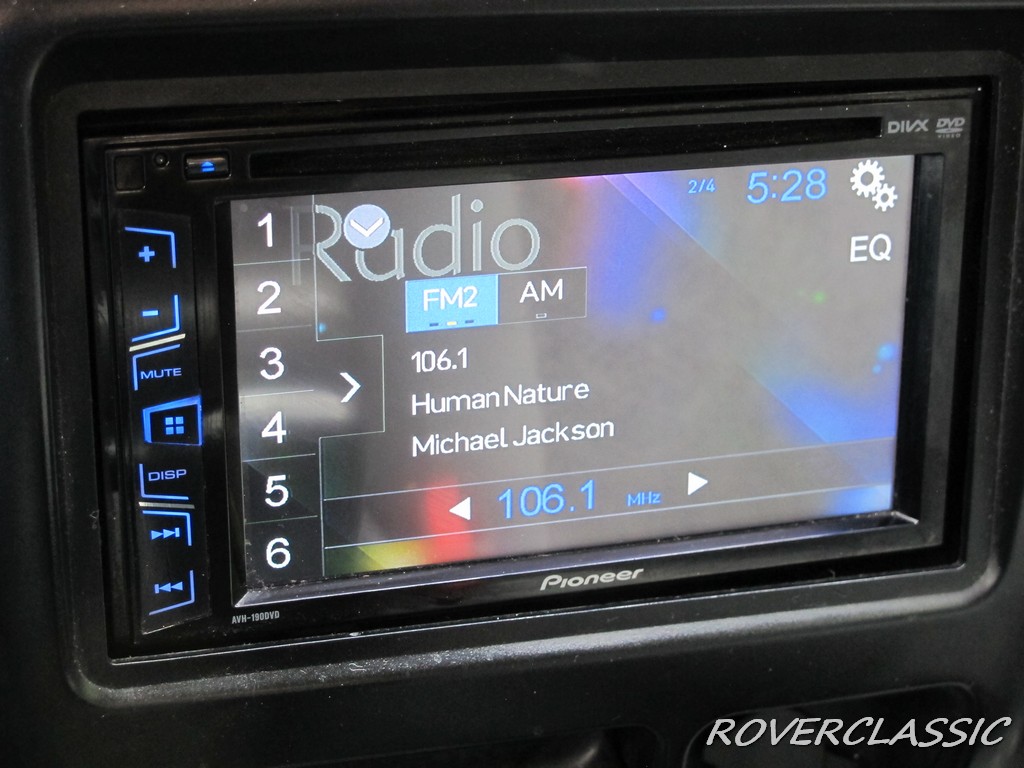 DIVX DVD
VIDEO
2/4 5:28
Radio
EQ
FM2 AM
106.1
Human Nature
Michael Jackson
106.1 MHz
1
2
3
4
5
6
+
-
MUTE
DISP
Pioneer
AVH-190DVD
ROVERCLASSIC